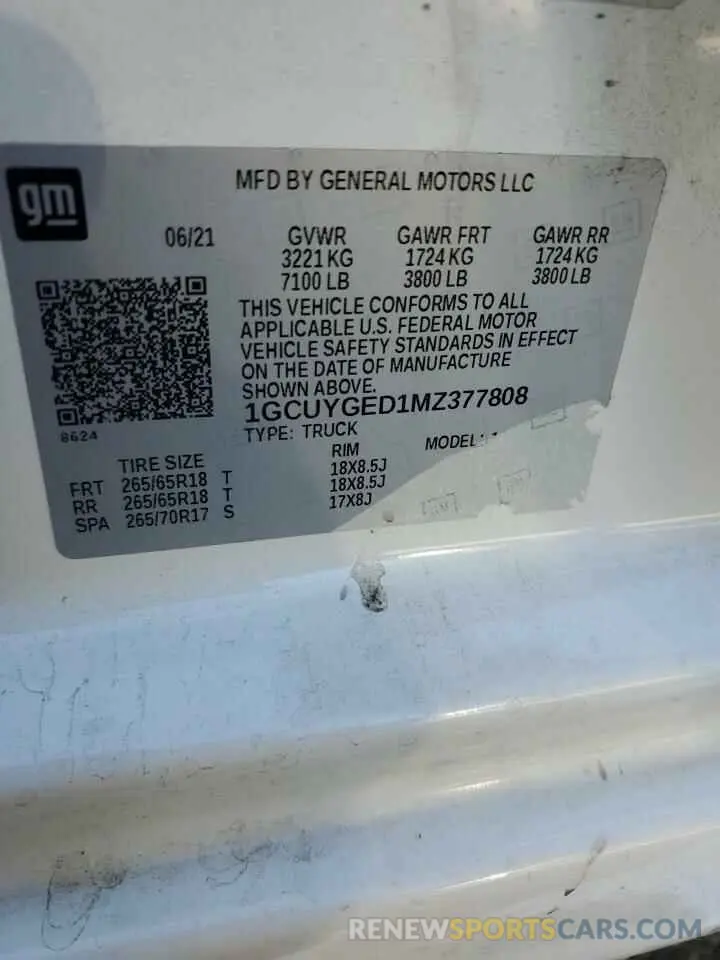 gm
MFD BY GENERAL MOTORS LLC
06/21 GVWR GAWR FRT GAWR RR
3221 KG 1724 KG 1724 KG
7100 LB 3800 LB 3800 LB
THIS VEHICLE CONFORMS TO ALL
APPLICABLE U.S. FEDERAL MOTOR
VEHICLE SAFETY STANDARDS IN EFFECT
ON THE DATE OF MANUFACTURE
SHOWN ABOVE.
1GCUYGED1MZ377808
8624
TYPE: TRUCK MODEL:
TIRE SIZE RIM
FRT 265/65R18 T 18X8.5J
RR 265/65R18 T 18X8.5J
SPA 265/70R17 S 17X8J
RENEWSPORTSCARS.COM